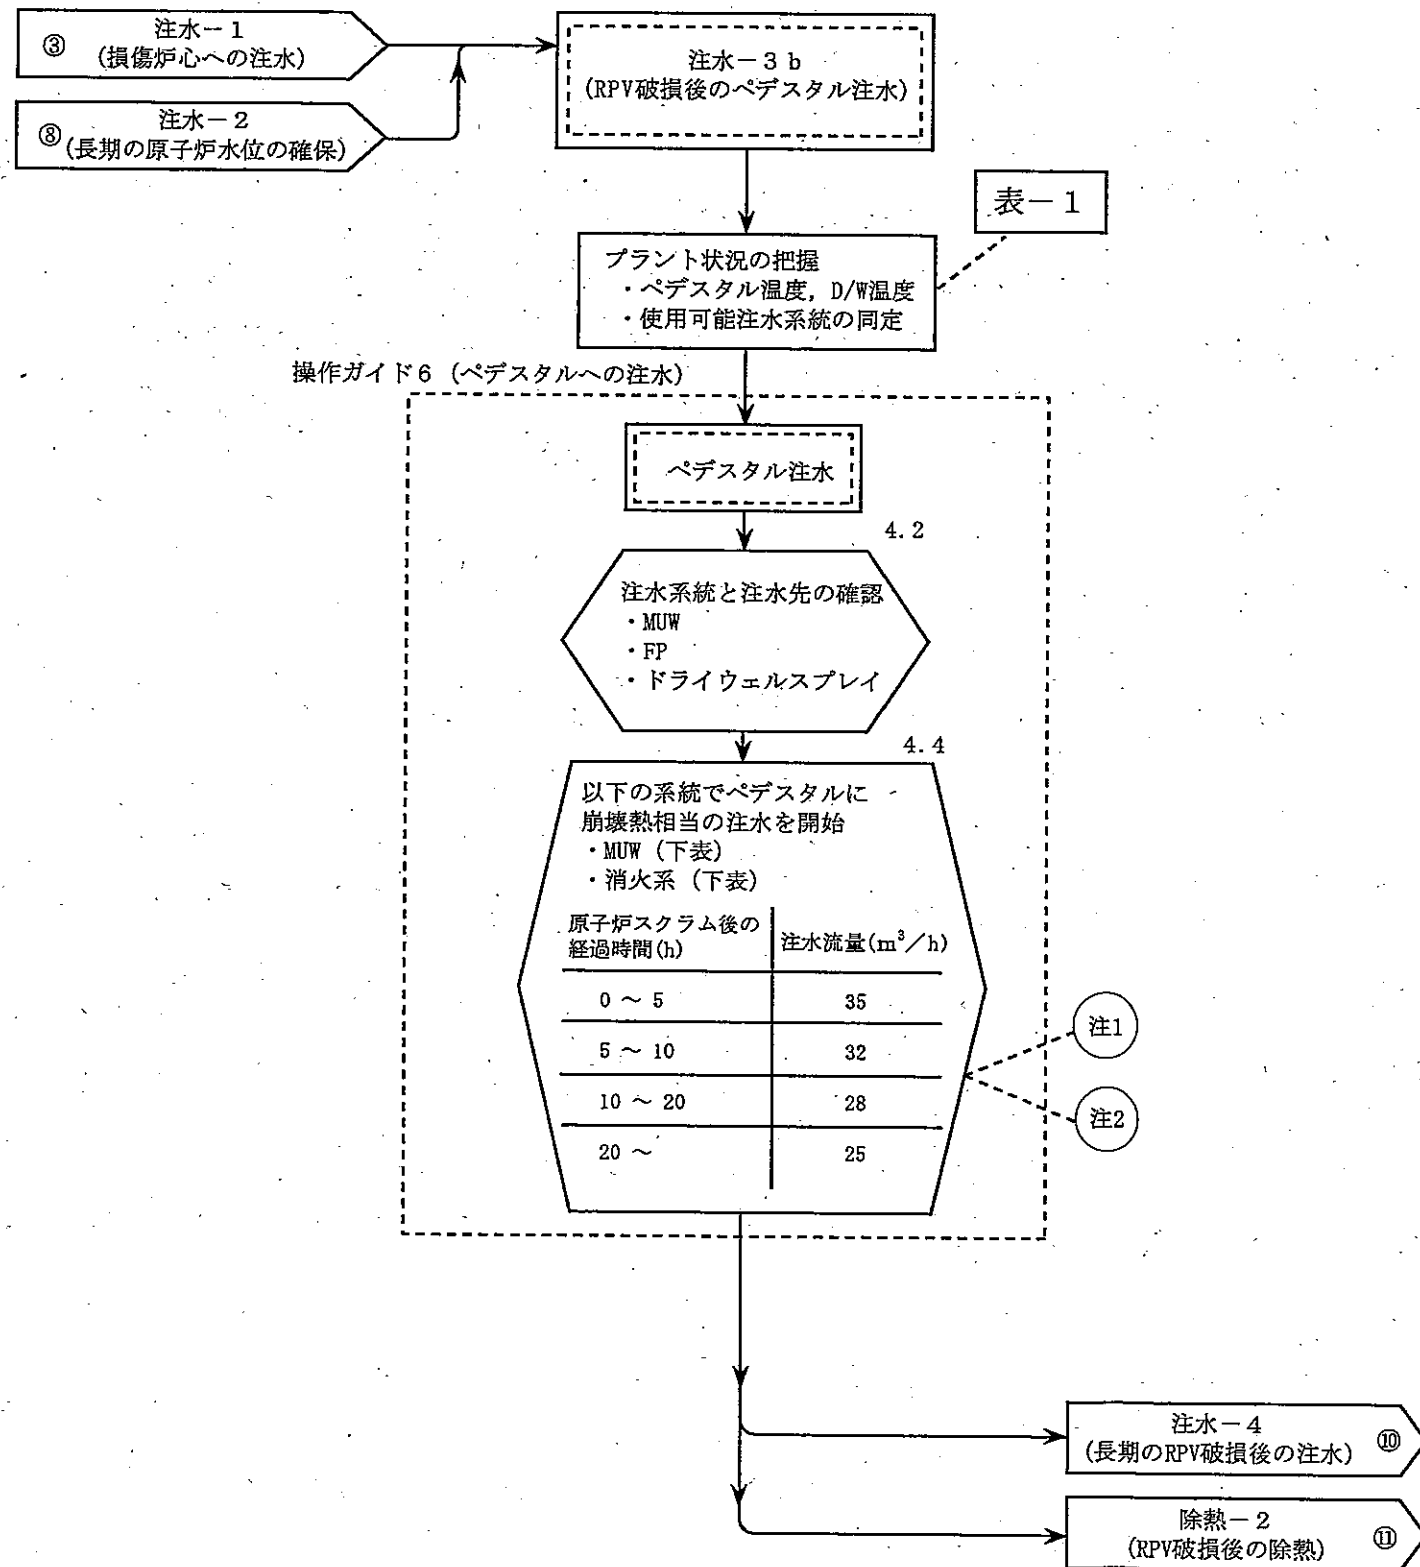 ③
注水－1
(損傷炉心への注水)
⑧
注水－2
(長期の原子炉水位の確保)
注水－3b
(RPV破損後のペデスタル注水)
表－1
プラント状況の把握
・ペデスタル温度, D/W温度
・使用可能注水系統の同定
操作ガイド6 (ペデスタルへの注水)
ペデスタル注水
4.2
注水系統と注水先の確認
・MUW
・FP
・ドライウェルスプレイ
4.4
以下の系統でペデスタルに
崩壊熱相当の注水を開始
・MUW (下表)
・消火系 (下表)
原子炉スクラム後の
経過時間(h)
注水流量(m³／h)
0 ～ 5 35
5 ～ 10 32
10 ～ 20 28
20 ～ 25
注1
注2
注水－4
(長期のRPV破損後の注水)
⑩
除熱－2
(RPV破損後の除熱)
⑪